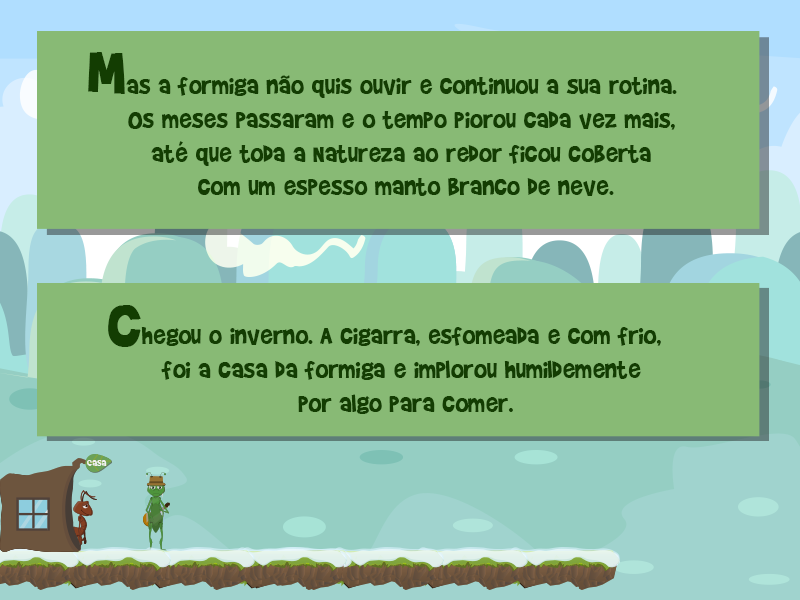 Mas a formiga não quis ouvir e continuou a sua rotina.
Os meses passaram e o tempo piorou cada vez mais,
até que toda a natureza ao redor ficou coberta
com um espesso manto branco de neve.
Chegou o inverno. A cigarra, esfomeada e com frio,
foi a casa da formiga e implorou humildemente
por algo para comer.
casa